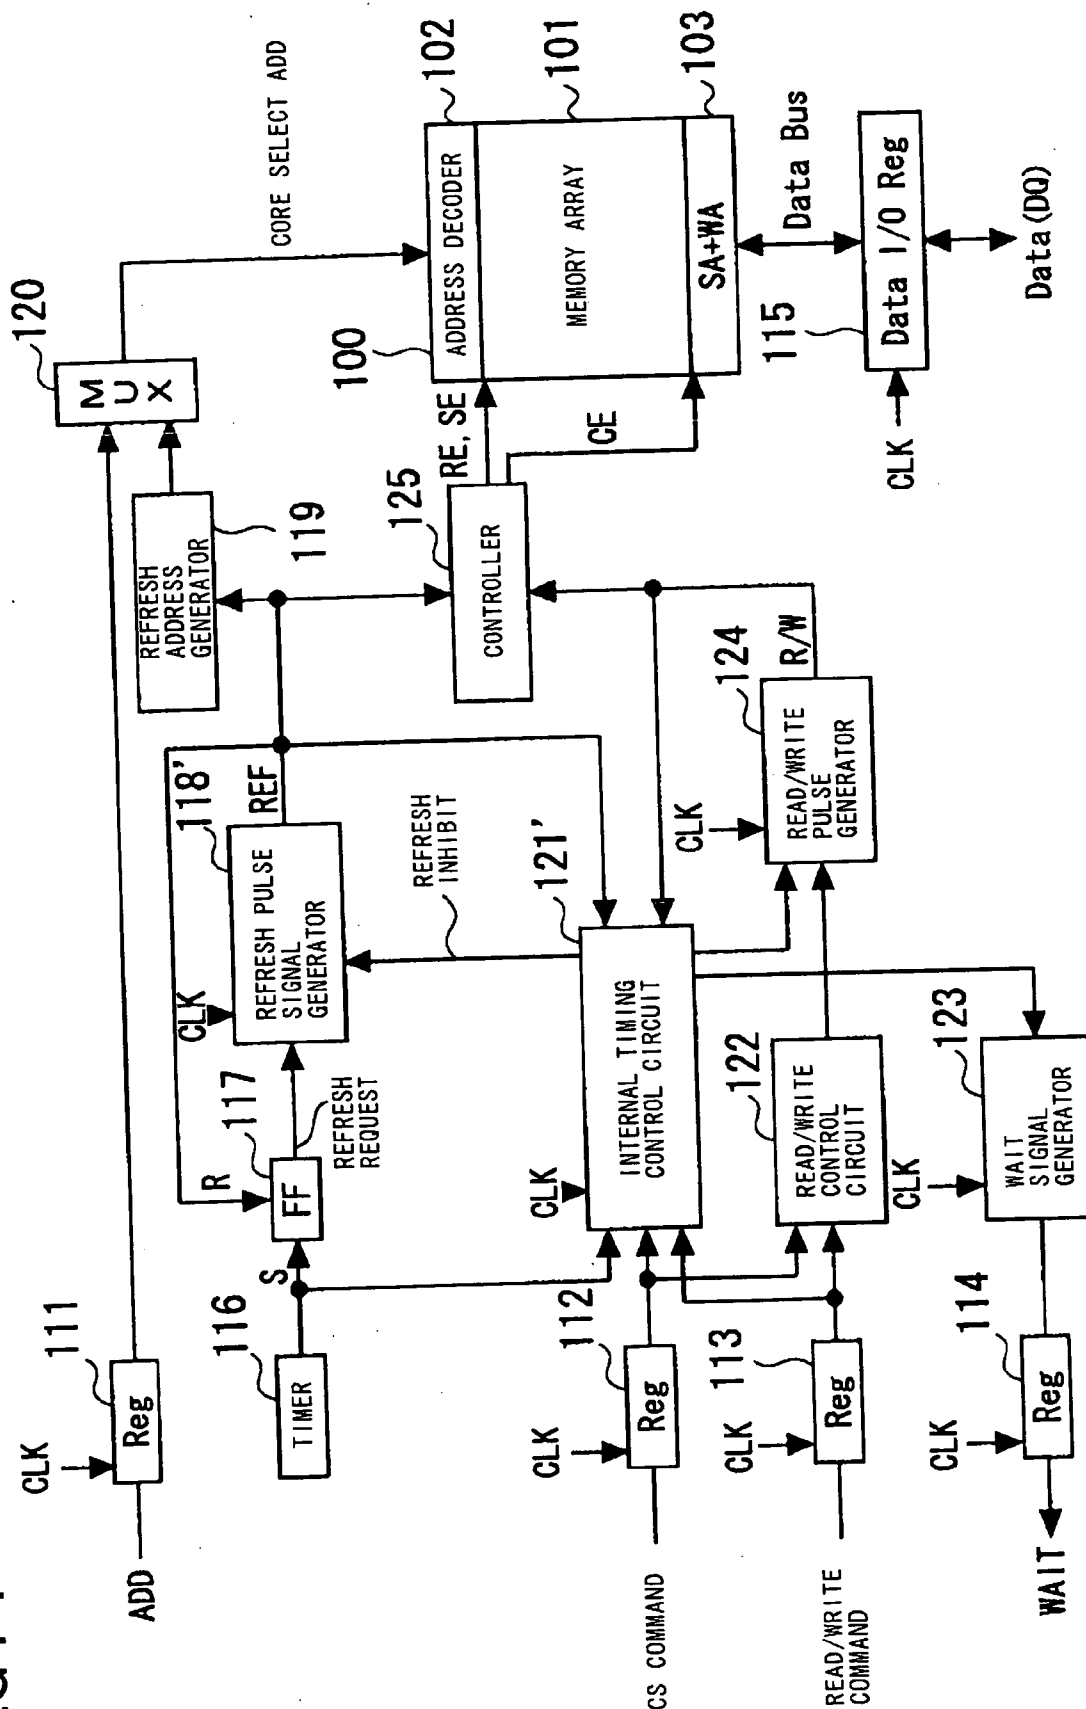 ADD
CLK
Reg
111
TIMER
116
S
R
FF
117
REFRESH
REQUEST
CLK
REFRESH PULSE
SIGNAL
GENERATOR
118'
REF
REFRESH
INHIBIT
REFRESH
ADDRESS
GENERATOR
119
MUX
120
CORE SELECT ADD
100
ADDRESS DECODER
102
MEMORY ARRAY
101
SA+WA
103
RE, SE
CE
CONTROLLER
125
Data Bus
115
Data I/O Reg
CLK
Data(DQ)
CS COMMAND
CLK
Reg
112
CLK
INTERNAL TIMING
CONTROL CIRCUIT
121'
READ/WRITE
COMMAND
CLK
Reg
113
READ/WRITE
CONTROL
CIRCUIT
122
CLK
READ/WRITE
PULSE
GENERATOR
124
R/W
WAIT
CLK
Reg
114
CLK
WAIT
SIGNAL
GENERATOR
123